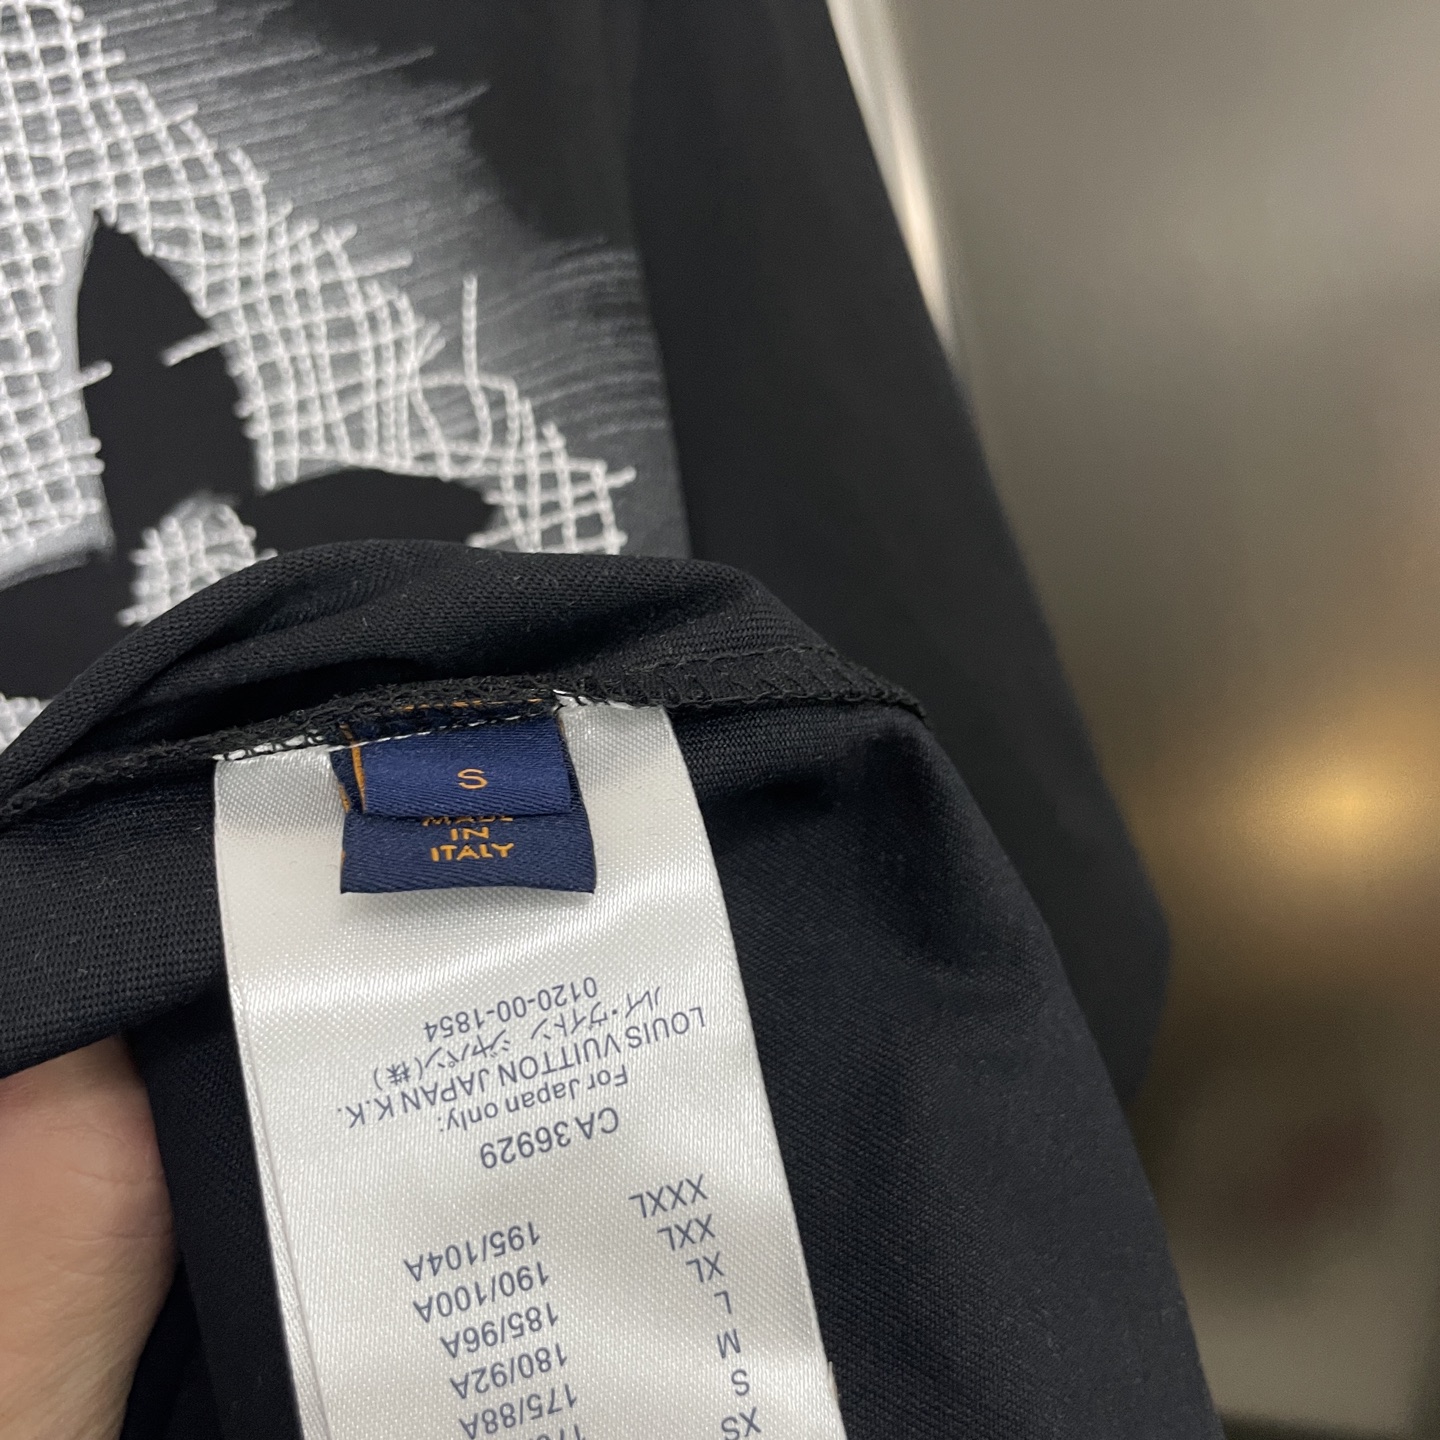 S
MADE
IN
ITALY
XS
S
175/88A M
180/92A L
185/96A XL
190/100A XXL
195/104A XXXL
CA 36929
For Japan only:
LOUIS VUITTON JAPAN K.K.
ルイ・ヴィトン ジャパン(株)
0120-00-1854